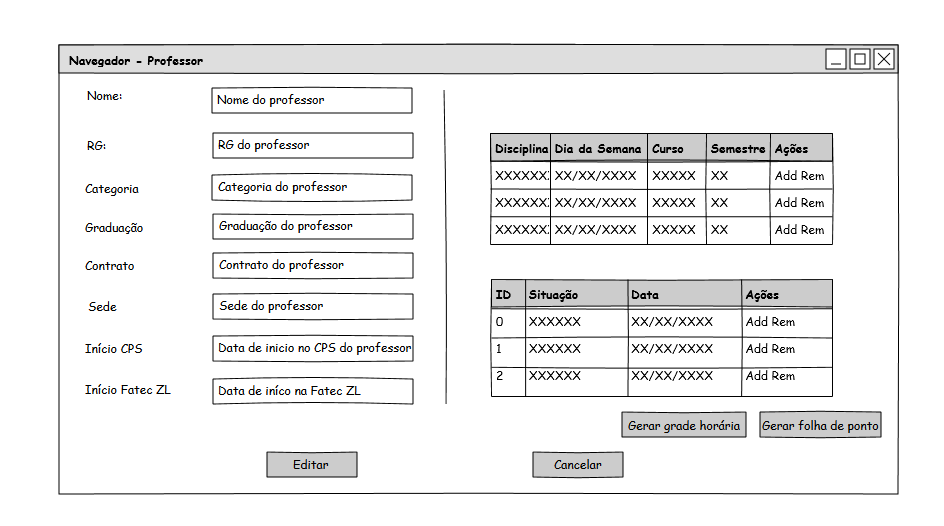 Navegador - Professor
Nome: Nome do professor
RG: RG do professor
Categoria Categoria do professor
Graduação Graduação do professor
Contrato Contrato do professor
Sede Sede do professor
Início CPS Data de inicio no CPS do professor
Início Fatec ZL Data de iníco na Fatec ZL
Disciplina Dia da Semana Curso Semestre Ações
XXXXXX XX/XX/XXXX XXXXX XX Add Rem
XXXXXX XX/XX/XXXX XXXXX XX Add Rem
XXXXXX XX/XX/XXXX XXXXX XX Add Rem
ID Situação Data Ações
0 XXXXXX XX/XX/XXXX Add Rem
1 XXXXXX XX/XX/XXXX Add Rem
2 XXXXXX XX/XX/XXXX Add Rem
Gerar grade horária Gerar folha de ponto
Editar Cancelar